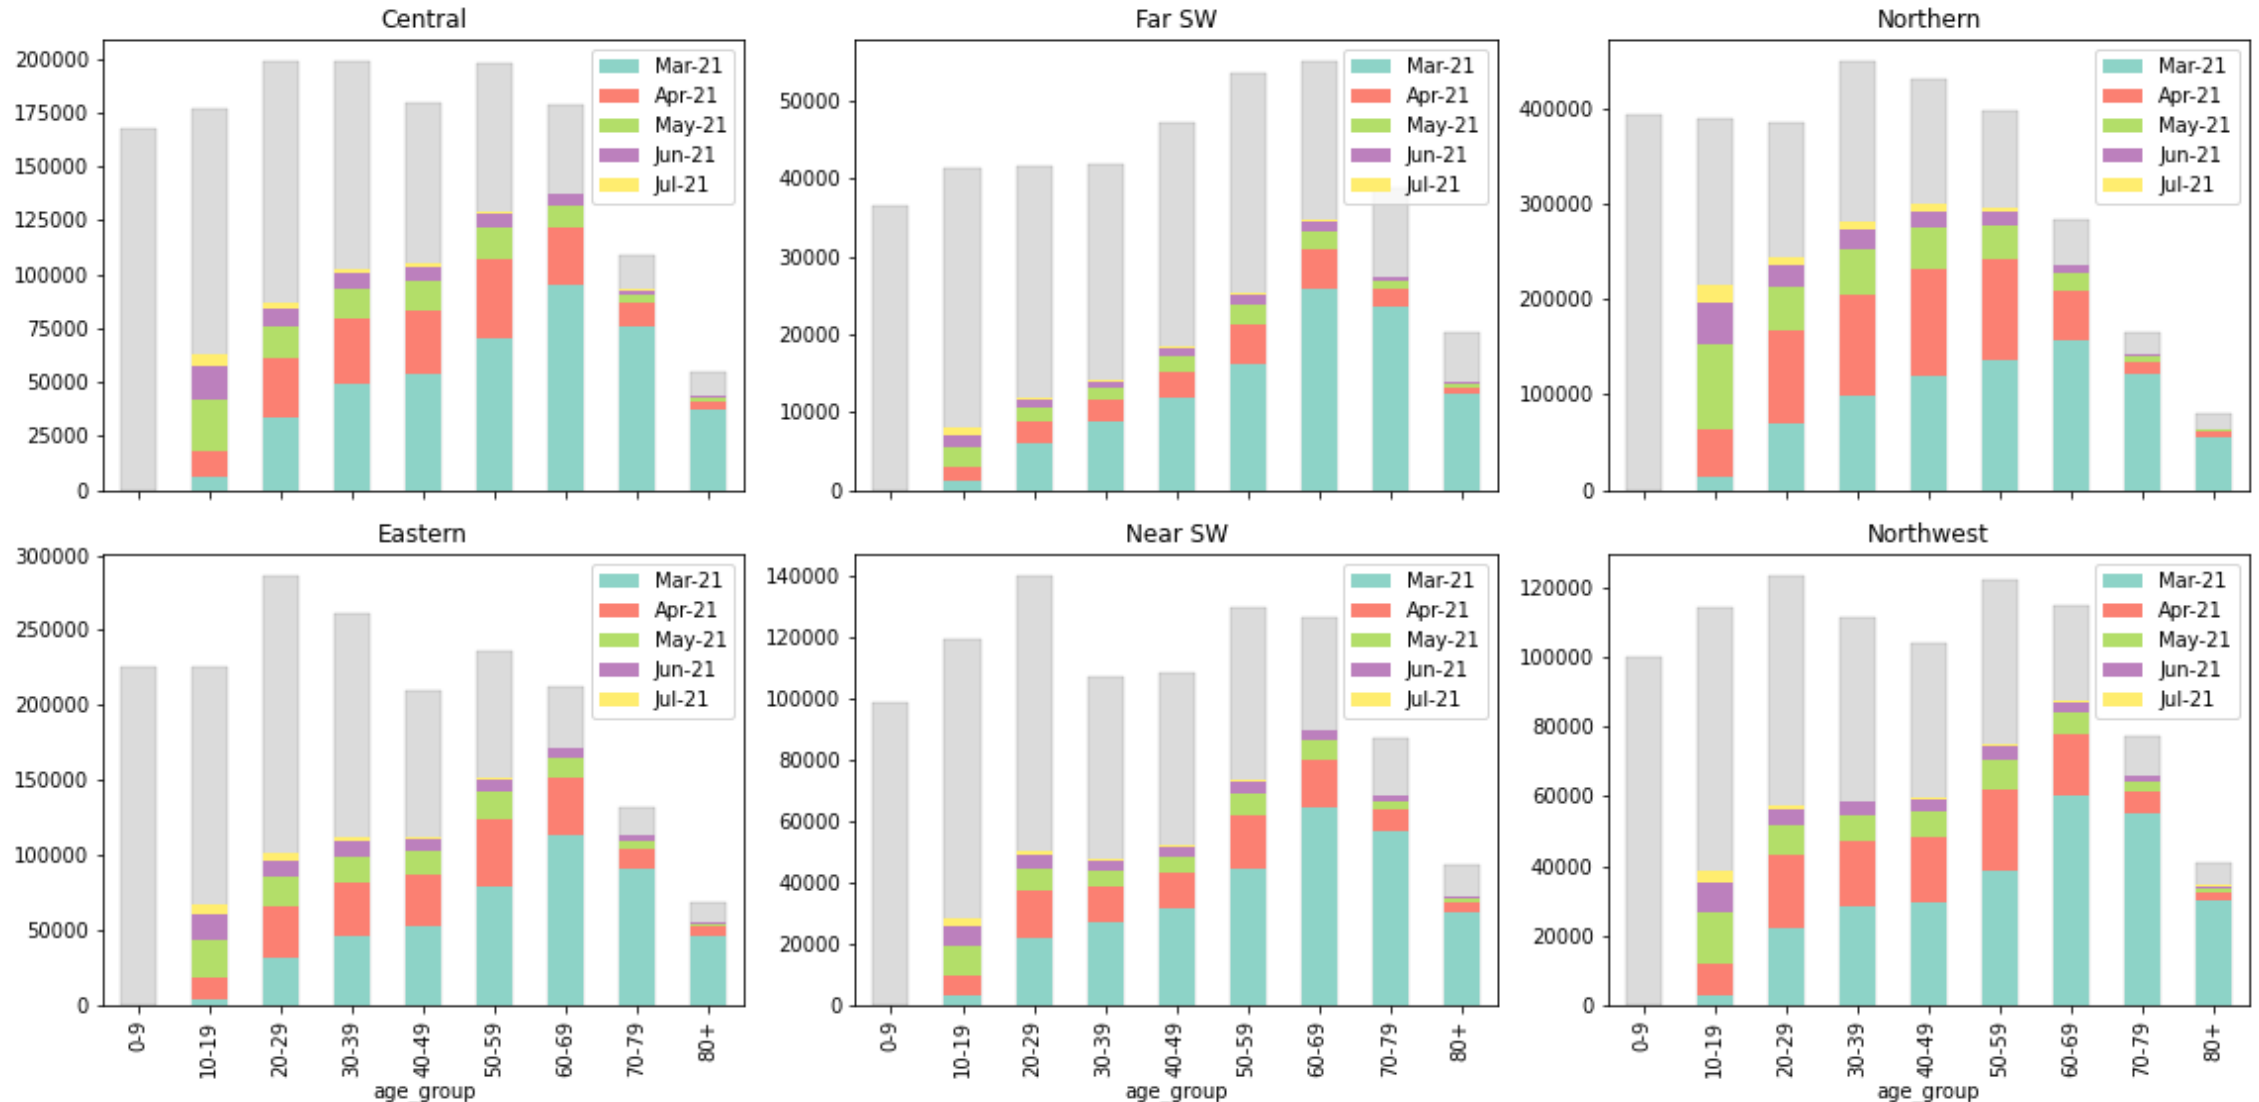 Central
200000
175000
150000
125000
100000
75000
50000
25000
0
Mar-21
Apr-21
May-21
Jun-21
Jul-21
Far SW
50000
40000
30000
20000
10000
0
Mar-21
Apr-21
May-21
Jun-21
Jul-21
Northern
400000
300000
200000
100000
0
Mar-21
Apr-21
May-21
Jun-21
Jul-21
Eastern
300000
250000
200000
150000
100000
50000
0
Mar-21
Apr-21
May-21
Jun-21
Jul-21
0-9
10-19
20-29
30-39
40-49
50-59
60-69
70-79
80+
age_group
Near SW
140000
120000
100000
80000
60000
40000
20000
0
Mar-21
Apr-21
May-21
Jun-21
Jul-21
0-9
10-19
20-29
30-39
40-49
50-59
60-69
70-79
80+
age_group
Northwest
120000
100000
80000
60000
40000
20000
0
Mar-21
Apr-21
May-21
Jun-21
Jul-21
0-9
10-19
20-29
30-39
40-49
50-59
60-69
70-79
80+
age_group